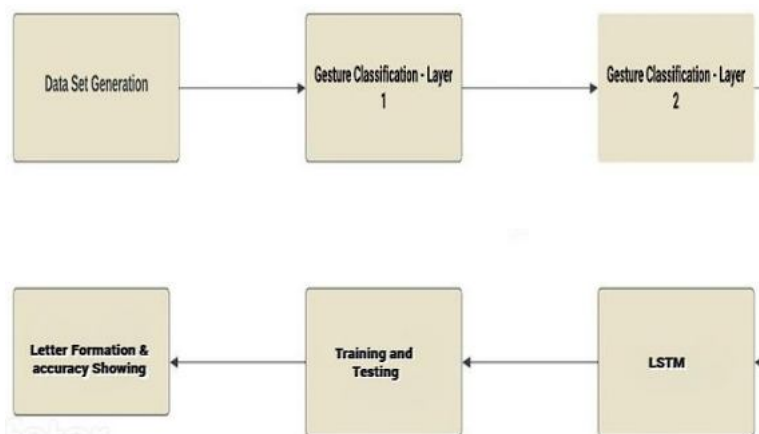 Data Set Generation
Gesture Classification - Layer
1
Gesture Classification - Layer
2
Letter Formation &
accuracy Showing
Training and
Testing
LSTM